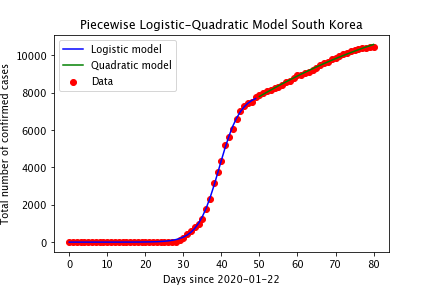 Piecewise Logistic-Quadratic Model South Korea
Logistic model
Quadratic model
Data
Total number of confirmed cases
10000
8000
6000
4000
2000
0
0 10 20 30 40 50 60 70 80
Days since 2020-01-22